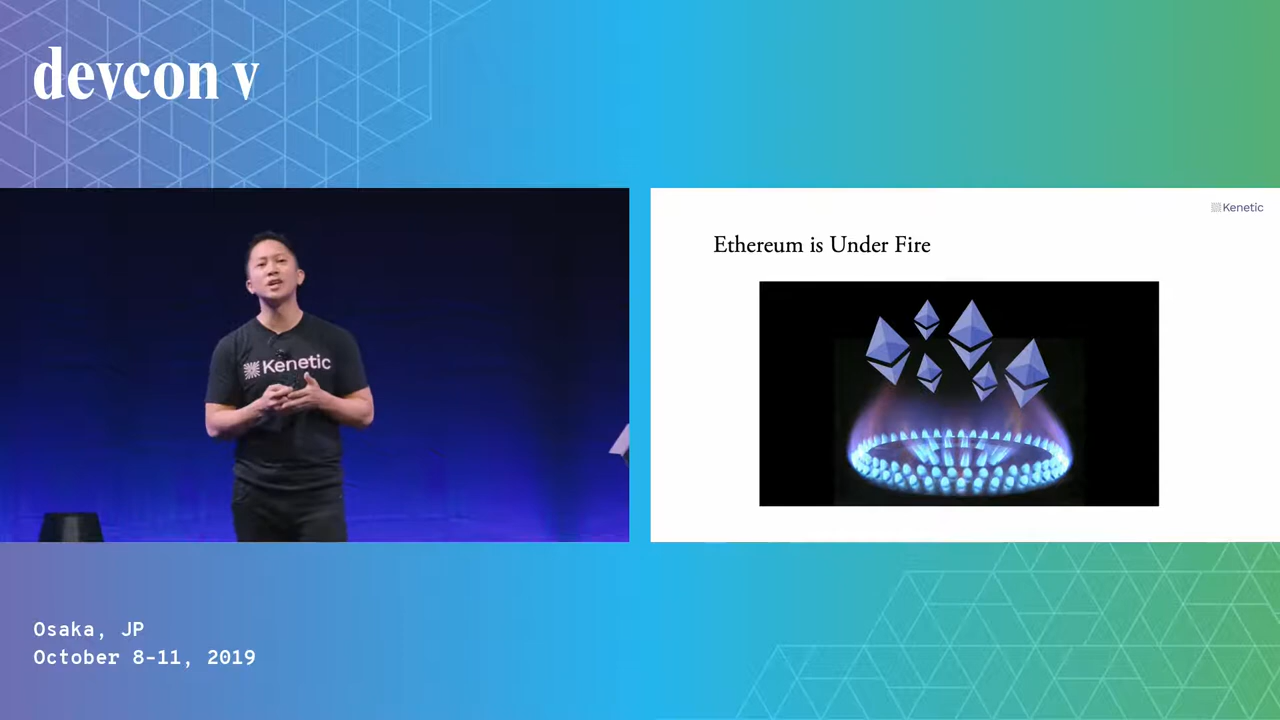 devcon v
Kenetic
Ethereum is Under Fire
Kenetic
Osaka, JP
October 8-11, 2019